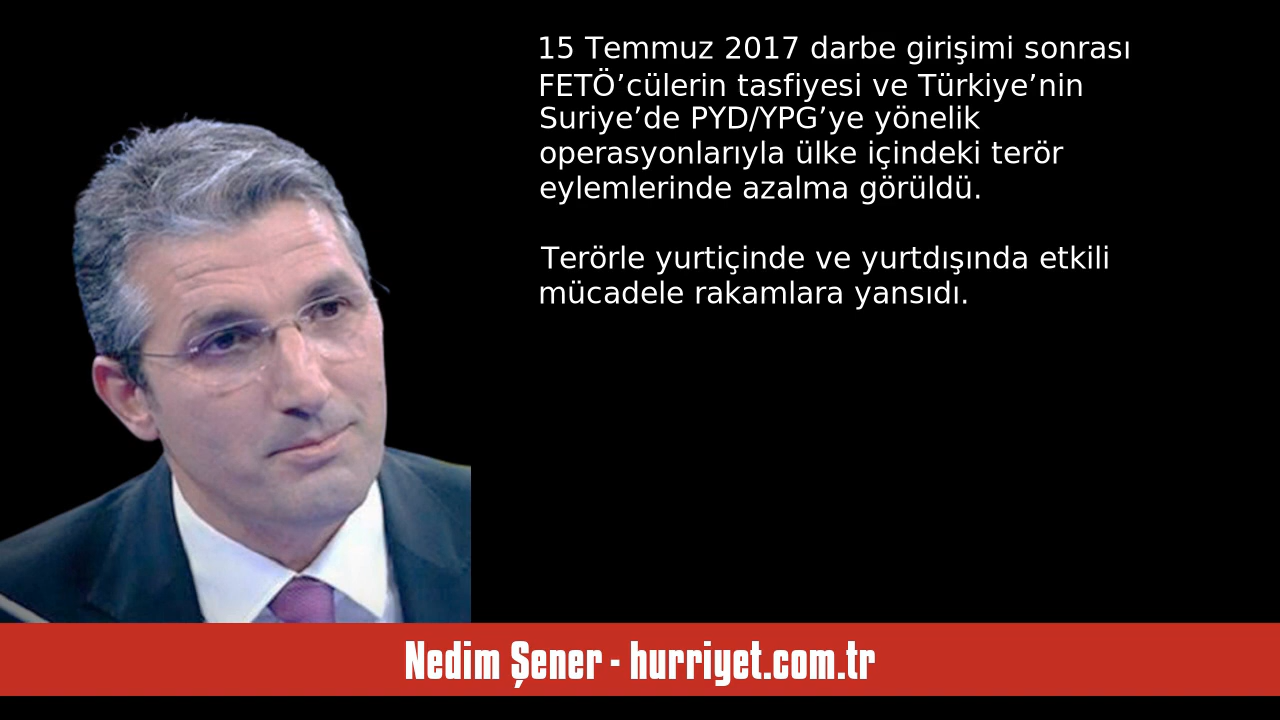 15 Temmuz 2017 darbe girişimi sonrası
FETÖ’cülerin tasfiyesi ve Türkiye’nin
Suriye’de PYD/YPG’ye yönelik
operasyonlarıyla ülke içindeki terör
eylemlerinde azalma görüldü.
Terörle yurtiçinde ve yurtdışında etkili
mücadele rakamlara yansıdı.
Nedim Şener - hurriyet.com.tr